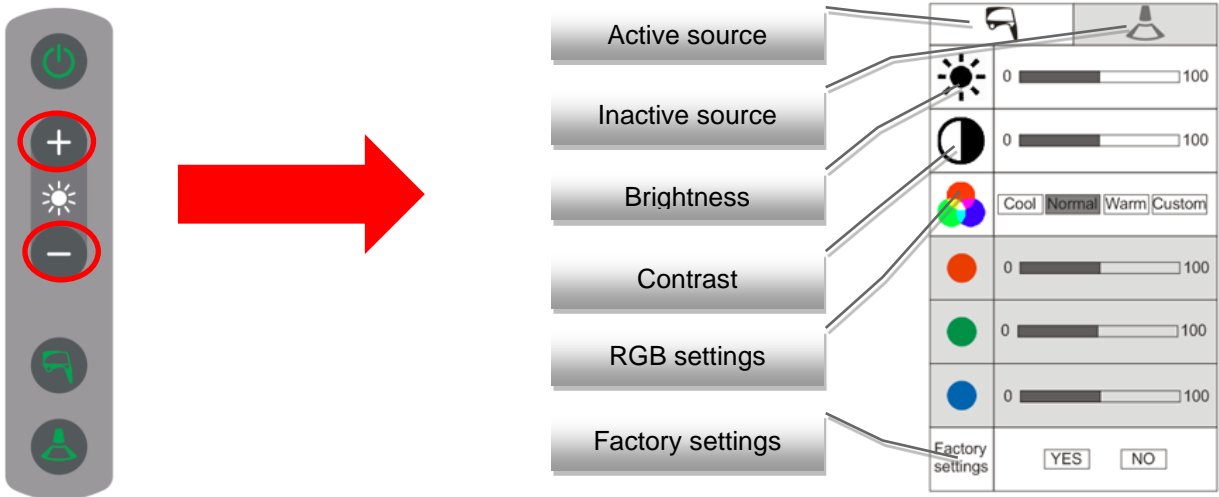 Active source
Inactive source
Brightness
Contrast
RGB settings
Factory settings
0 100
0 100
Cool Normal Warm Custom
0 100
0 100
0 100
Factory
settings
YES NO